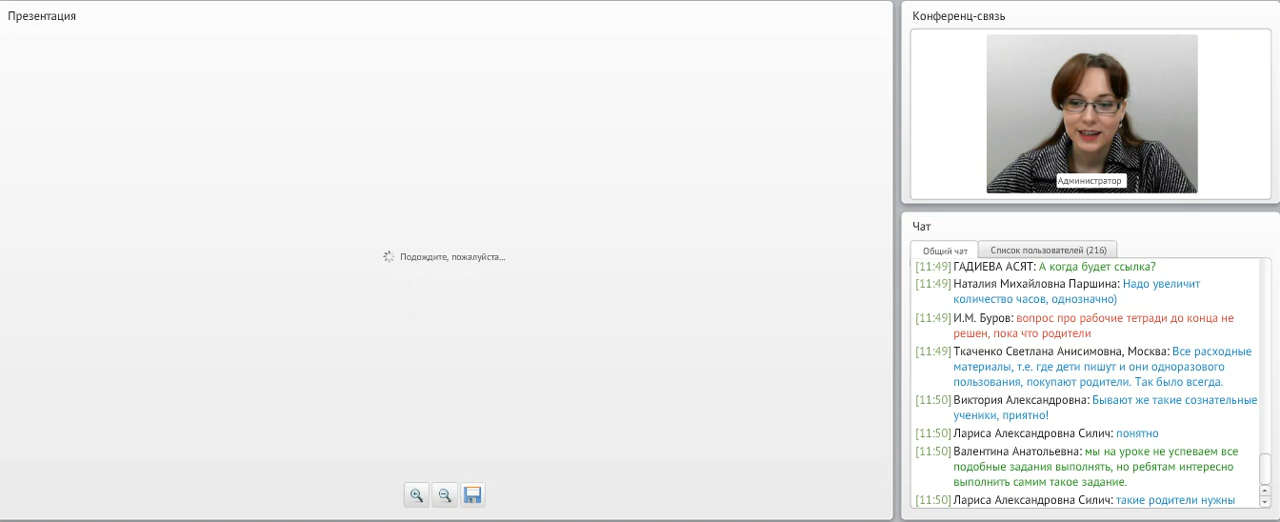 Презентация
Подождите, пожалуйста...
Конференц-связь
Администратор
Чат
Общий чат
Список пользователей (216)
[11:49] ГАДИЕВА АСЯТ: А когда будет ссылка?
[11:49] Наталия Михайловна Паршина: Надо увеличит
количество часов, однозначно)
[11:49] И.М. Буров: вопрос про рабочие тетради до конца не
решен, пока что родители
[11:49] Ткаченко Светлана Анисимовна, Москва: Все расходные
материалы, т.е. где дети пишут и они одноразового
пользования, покупают родители. Так было всегда.
[11:50] Виктория Александровна: Бывают же такие сознательные
ученики, приятно!
[11:50] Лариса Александровна Силич: понятно
[11:50] Валентина Анатольевна: мы на уроке не успеваем все
подобные задания выполнять, но ребятам интересно
выполнить самим такое задание.
[11:50] Лариса Александровна Силич: такие родители нужны